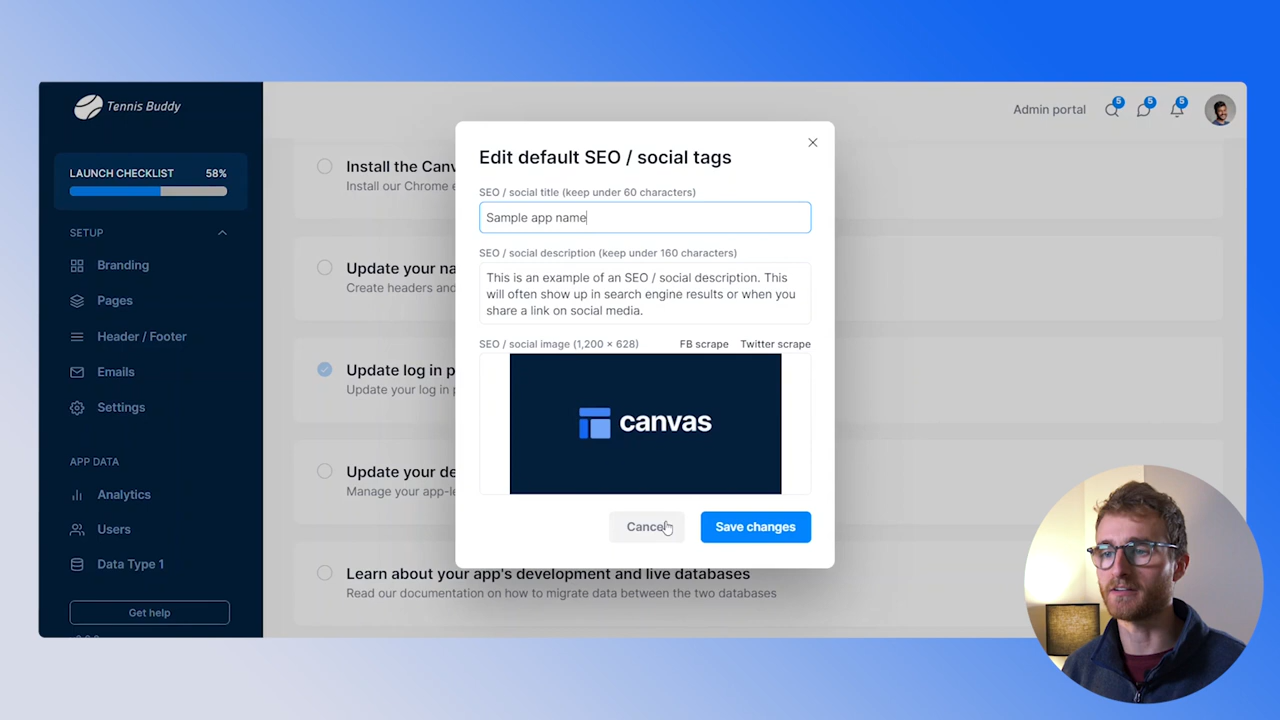 Tennis Buddy
LAUNCH CHECKLIST 58%
SETUP
Branding
Pages
Header / Footer
Emails
Settings
APP DATA
Analytics
Users
Data Type 1
Get help
Admin portal
5
5
5
Install the Canv
Install our Chrome e
Update your na
Create headers and
Update log in p
Update your log in p
Update your de
Manage your app-le
Learn about your app's development and live databases
Read our documentation on how to migrate data between the two databases
Edit default SEO / social tags
SEO / social title (keep under 60 characters)
Sample app name
SEO / social description (keep under 160 characters)
This is an example of an SEO / social description. This
will often show up in search engine results or when you
share a link on social media.
SEO / social image (1,200 × 628) FB scrape Twitter scrape
canvas
Cancel Save changes